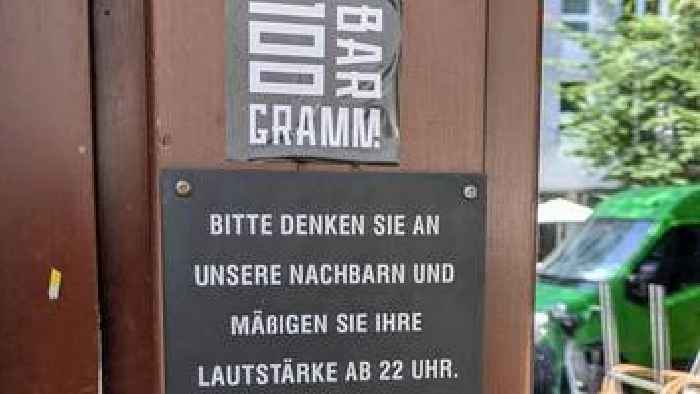 100
BAR
GRAMM!
BITTE DENKEN SIE AN
UNSERE NACHBARN UND
MÄßIGEN SIE IHRE
LAUTSTÄRKE AB 22 UHR.